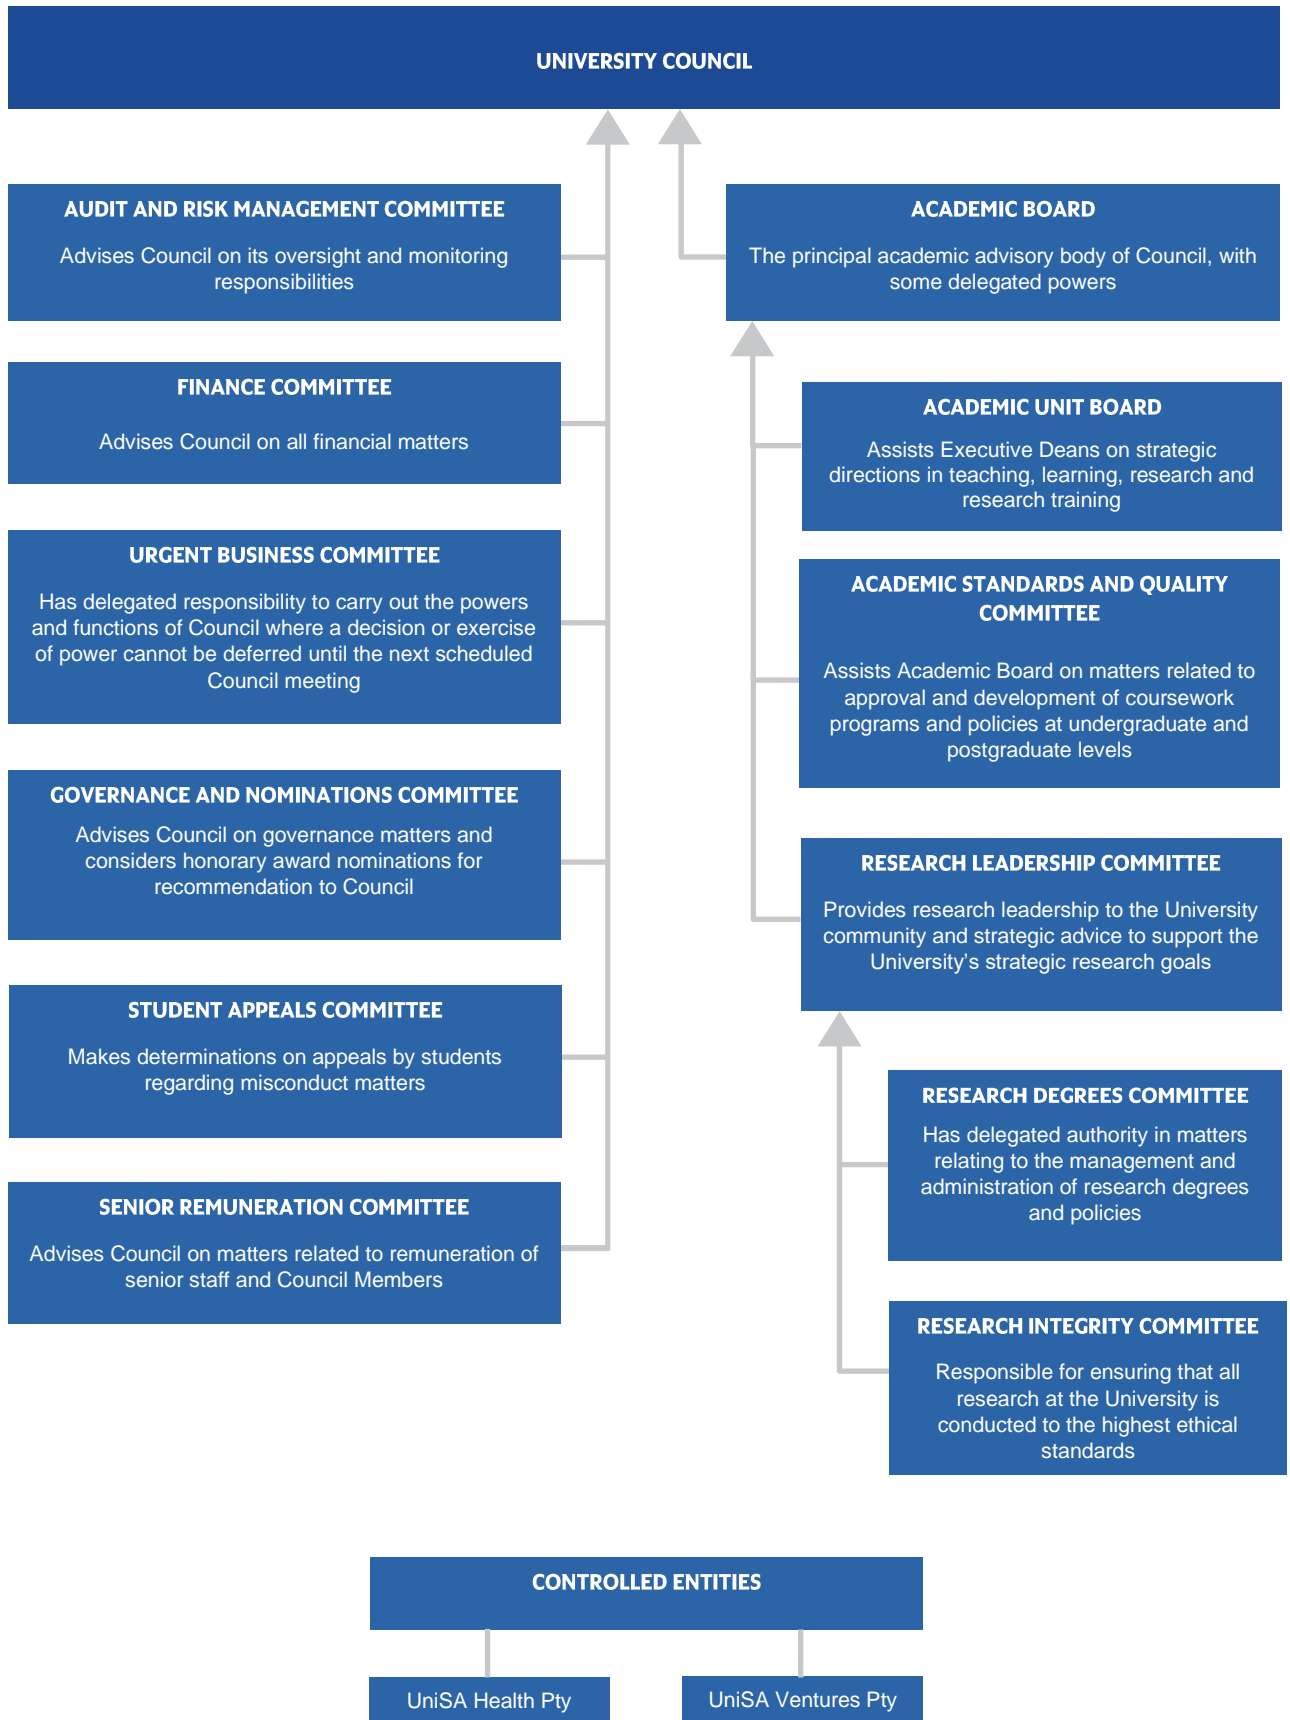 UNIVERSITY COUNCIL
AUDIT AND RISK MANAGEMENT COMMITTEE
Advises Council on its oversight and monitoring
responsibilities
FINANCE COMMITTEE
Advises Council on all financial matters
URGENT BUSINESS COMMITTEE
Has delegated responsibility to carry out the powers
and functions of Council where a decision or exercise
of power cannot be deferred until the next scheduled
Council meeting
GOVERNANCE AND NOMINATIONS COMMITTEE
Advises Council on governance matters and
considers honorary award nominations for
recommendation to Council
STUDENT APPEALS COMMITTEE
Makes determinations on appeals by students
regarding misconduct matters
SENIOR REMUNERATION COMMITTEE
Advises Council on matters related to remuneration of
senior staff and Council Members
ACADEMIC BOARD
The principal academic advisory body of Council, with
some delegated powers
ACADEMIC UNIT BOARD
Assists Executive Deans on strategic
directions in teaching, learning, research and
research training
ACADEMIC STANDARDS AND QUALITY
COMMITTEE
Assists Academic Board on matters related to
approval and development of coursework
programs and policies at undergraduate and
postgraduate levels
RESEARCH LEADERSHIP COMMITTEE
Provides research leadership to the University
community and strategic advice to support the
University’s strategic research goals
RESEARCH DEGREES COMMITTEE
Has delegated authority in matters
relating to the management and
administration of research degrees
and policies
RESEARCH INTEGRITY COMMITTEE
Responsible for ensuring that all
research at the University is
conducted to the highest ethical
standards
CONTROLLED ENTITIES
UniSA Health Pty
UniSA Ventures Pty